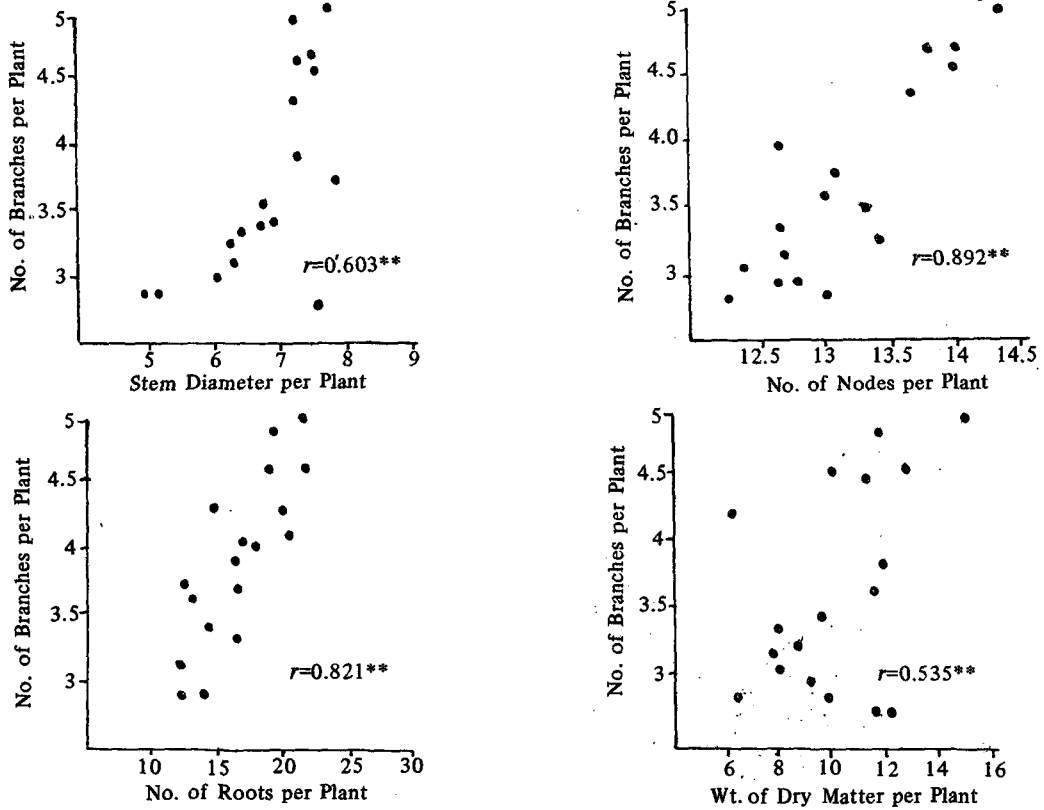 No. of Branches per Plant
5
4.5
4
3.5
3
r=0.603**
5 6 7 8 9
Stem Diameter per Plant
No. of Branches per Plant
5
4.5
4.0
3.5
3
r=0.892**
12.5 13 13.5 14 14.5
No. of Nodes per Plant
No. of Branches per Plant
5
4.5
4
3.5
3
r=0.821**
10 15 20 25 30
No. of Roots per Plant
No. of Branches per Plant
5
4.5
4
3.5
3
r=0.535**
6 8 10 12 14 16
Wt. of Dry Matter per Plant